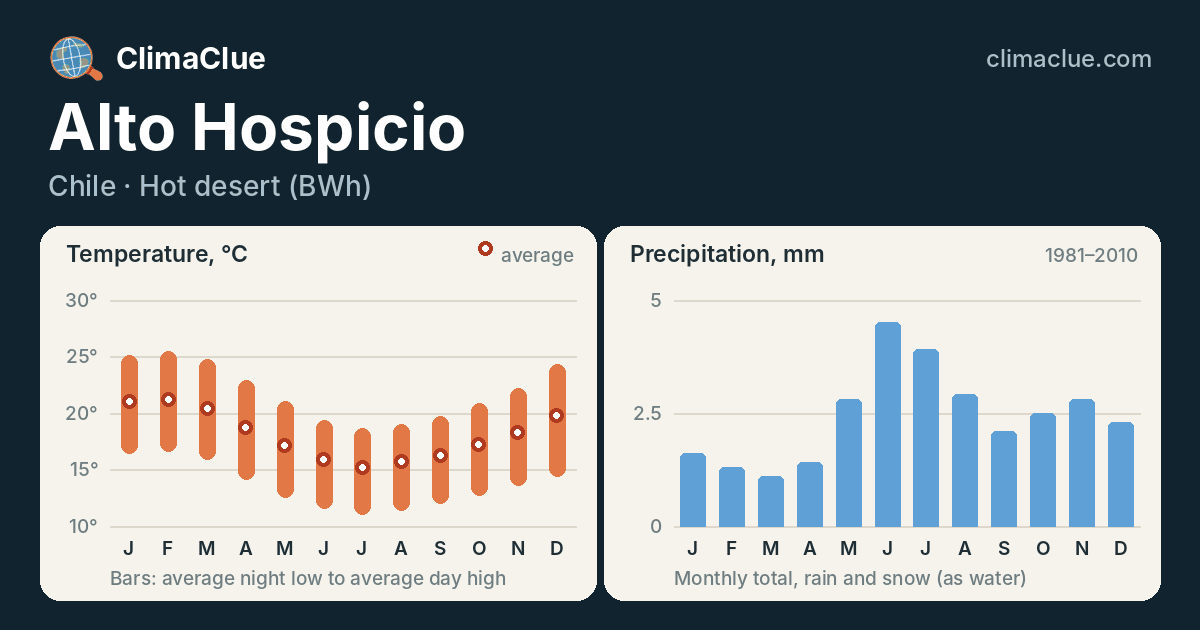 ClimaClue
climaclue.com
Alto Hospicio
Chile · Hot desert (BWh)
Temperature, °C
average
30°
25°
20°
15°
10°
J F M A M J J A S O N D
Bars: average night low to average day high
Precipitation, mm
1981–2010
5
2.5
0
J F M A M J J A S O N D
Monthly total, rain and snow (as water)